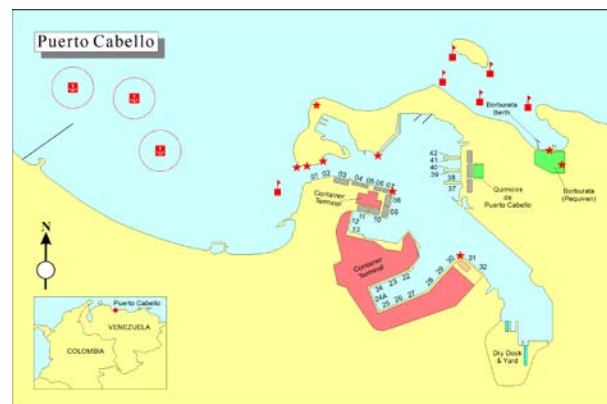 Puerto Cabello
Borburata
Berth
Borburata
(Pequiven)
Quimicos
de
Puerto Cabello
42
41
40
39
38
37
01
02
03
04
05
06
07
08
09
10
11
12
13
Container
Terminal
Container
Terminal
22
23
24
24A
25
26
27
28
29
30
31
32
Dry Dock
& Yard
N
Puerto Cabello
VENEZUELA
COLOMBIA